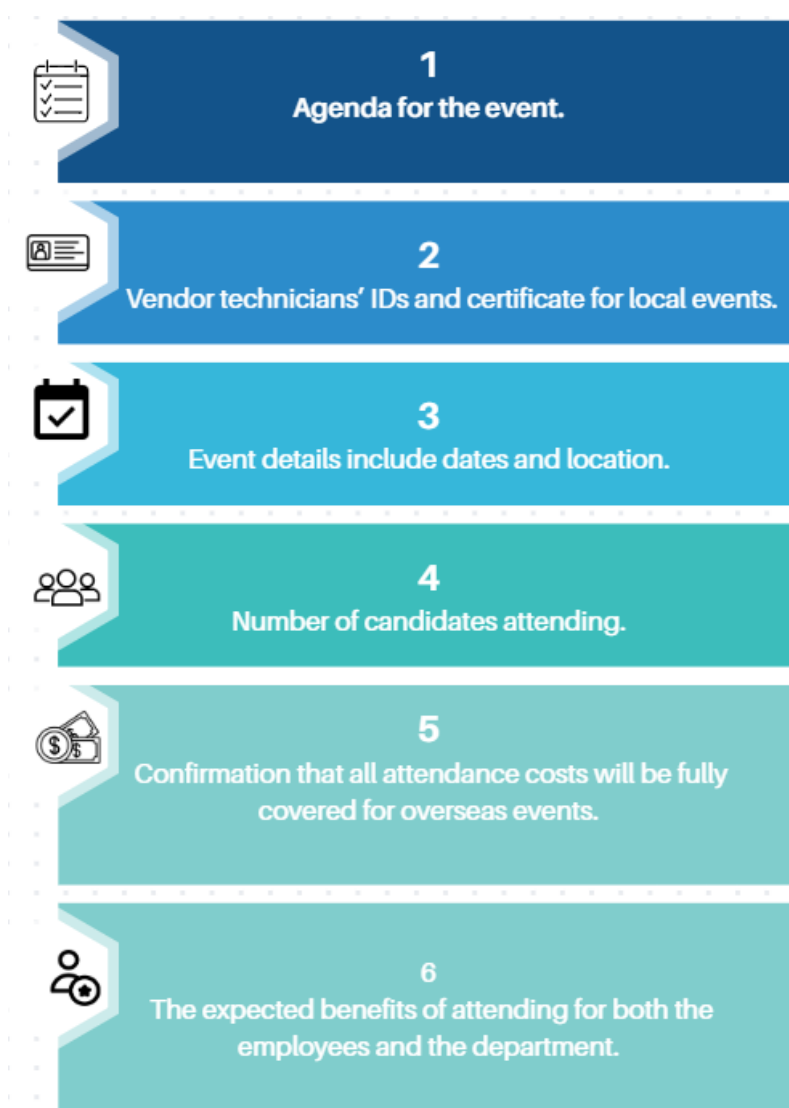 1
Agenda for the event.
2
Vendor technicians’ IDs and certificate for local events.
3
Event details include dates and location.
4
Number of candidates attending.
5
Confirmation that all attendance costs will be fully
covered for overseas events.
6
The expected benefits of attending for both the
employees and the department.